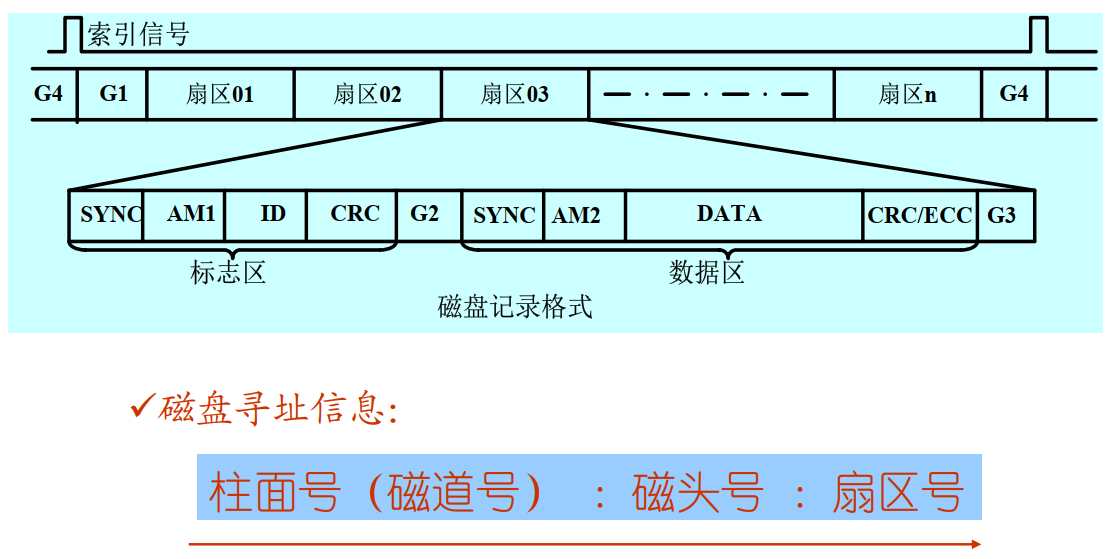 索引信号
G4 G1 扇区01 扇区02 扇区03 扇区n G4
SYNC AM1 ID CRC G2 SYNC AM2 DATA CRC/ECC G3
标志区 数据区
磁盘记录格式
✓磁盘寻址信息:
柱面号（磁道号）:磁头号:扇区号